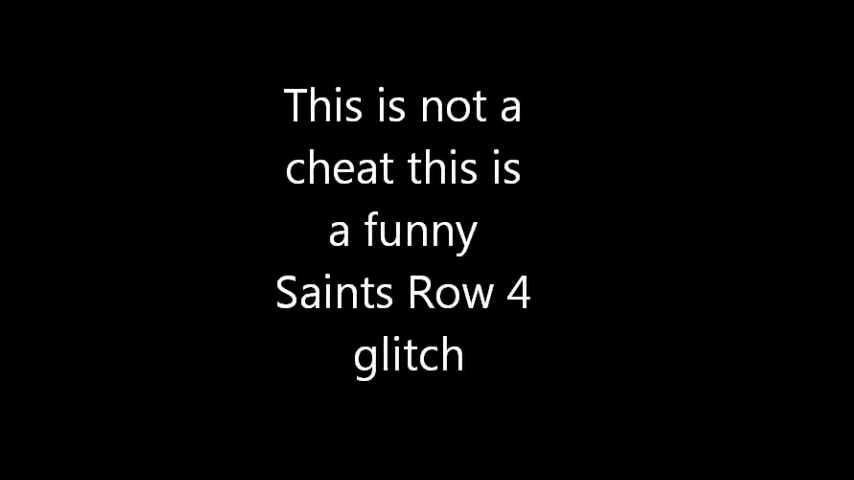 This is not a
cheat this is
a funny
Saints Row 4
glitch